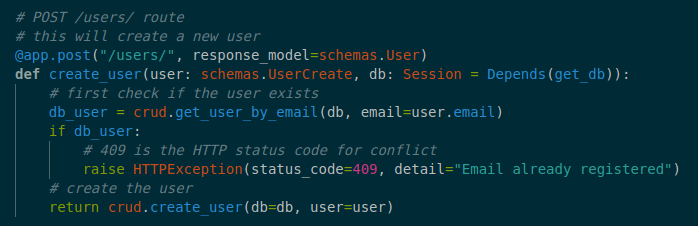 # POST /users/ route
# this will create a new user
@app.post("/users/", response_model=schemas.User)
def create_user(user: schemas.UserCreate, db: Session = Depends(get_db)):
    # first check if the user exists
    db_user = crud.get_user_by_email(db, email=user.email)
    if db_user:
        # 409 is the HTTP status code for conflict
        raise HTTPException(status_code=409, detail="Email already registered")
    # create the user
    return crud.create_user(db=db, user=user)